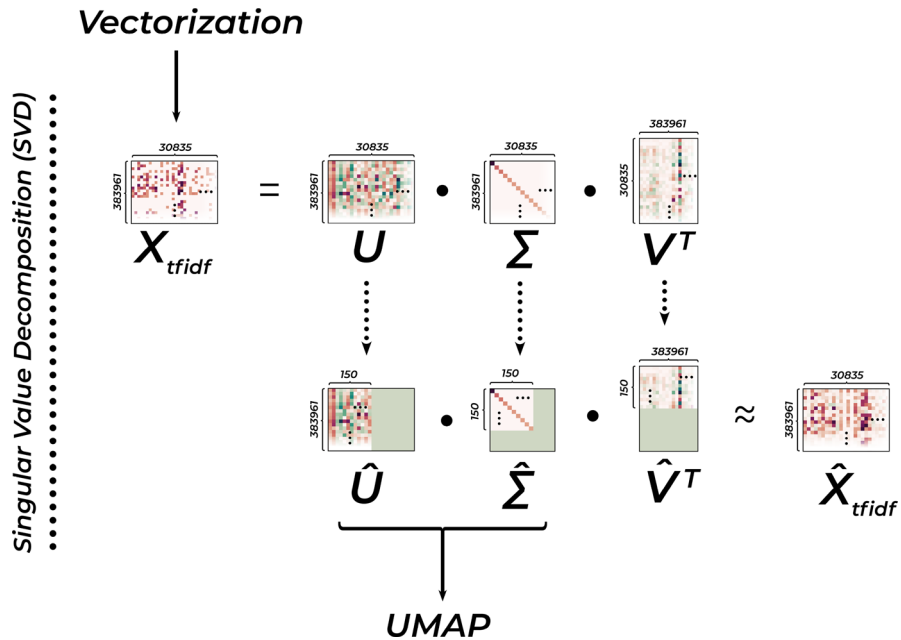 Vectorization
Singular Value Decomposition (SVD)
30835
383961
X tfidf
=
30835
383961
U
•
30835
383961
Σ
•
383961
30835
V T
150
383961
Û
•
150
150
Σ̂
•
383961
150
V̂ T
≈
30835
383961
X̂ tfidf
UMAP